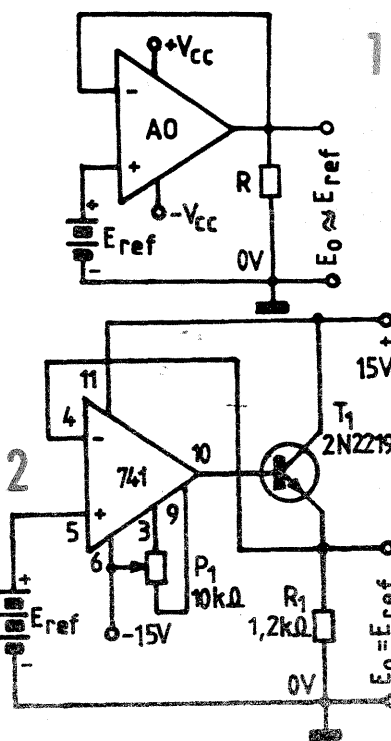 1
+Vcc
-
AO
+
-Vcc
R
+
Eref
-
0V
Eo ≈ Eref
2
11
4
-
741
10
+
5
6
3
9
P1
10kΩ
-15V
+
Eref
-
T1
2N2219
+
15V
R1
1,2kΩ
0V
Eo = Eref